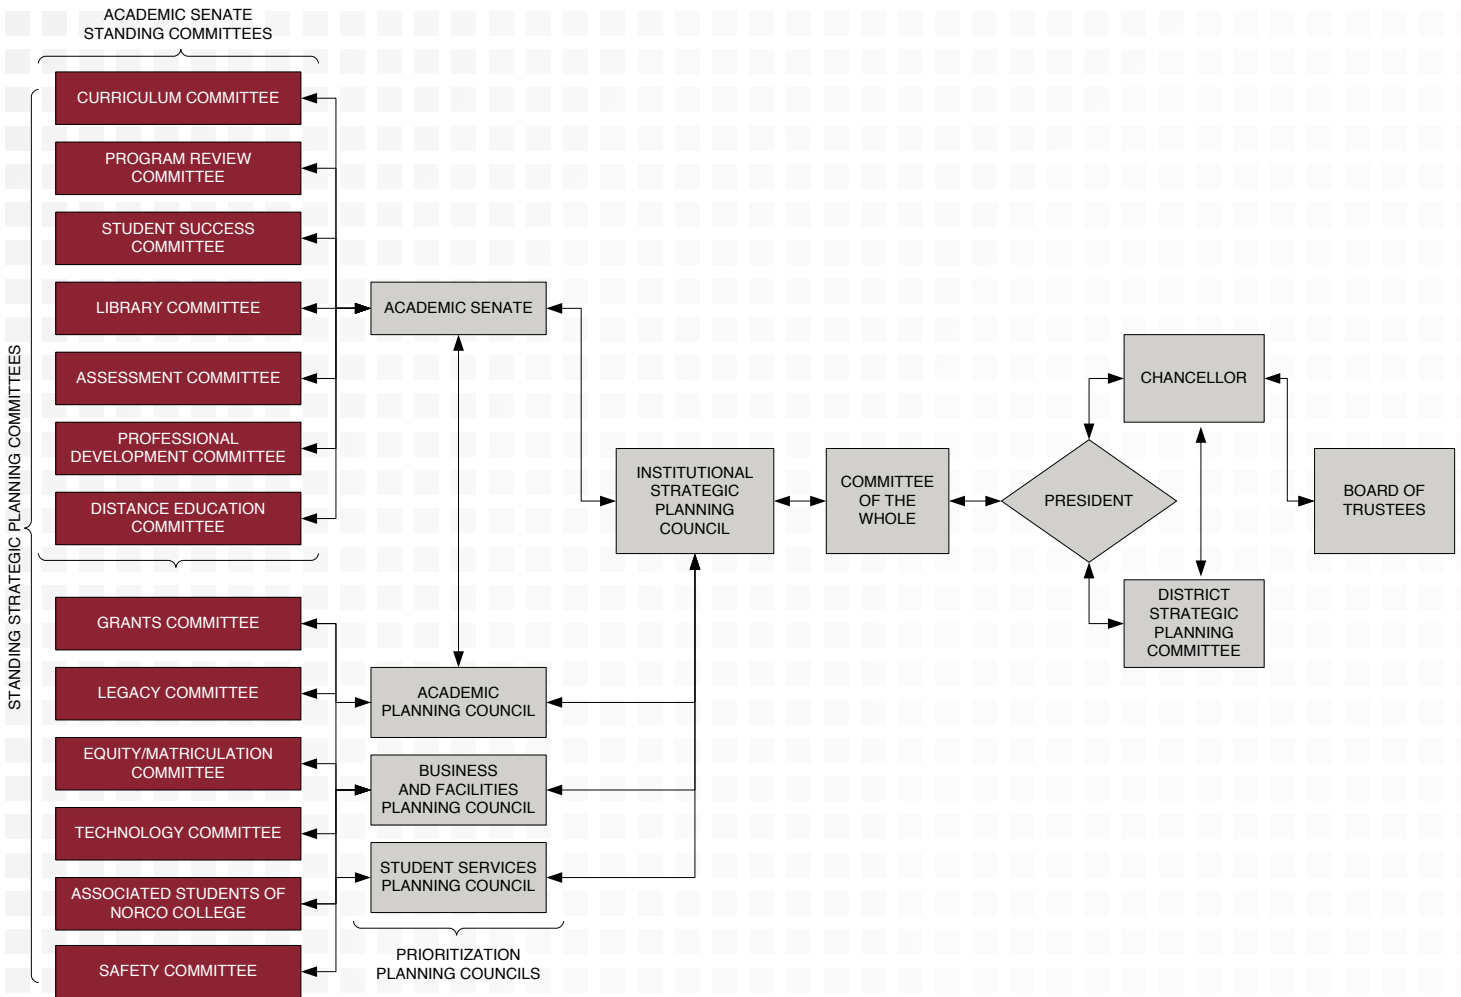 ACADEMIC SENATE
STANDING COMMITTEES
STANDING STRATEGIC PLANNING COMMITTEES
CURRICULUM COMMITTEE
PROGRAM REVIEW
COMMITTEE
STUDENT SUCCESS
COMMITTEE
LIBRARY COMMITTEE
ASSESSMENT COMMITTEE
PROFESSIONAL
DEVELOPMENT COMMITTEE
DISTANCE EDUCATION
COMMITTEE
GRANTS COMMITTEE
LEGACY COMMITTEE
EQUITY/MATRICULATION
COMMITTEE
TECHNOLOGY COMMITTEE
ASSOCIATED STUDENTS OF
NORCO COLLEGE
SAFETY COMMITTEE
ACADEMIC SENATE
ACADEMIC
PLANNING COUNCIL
BUSINESS
AND FACILITIES
PLANNING COUNCIL
STUDENT SERVICES
PLANNING COUNCIL
PRIORITIZATION
PLANNING COUNCILS
INSTITUTIONAL
STRATEGIC
PLANNING
COUNCIL
COMMITTEE
OF THE
WHOLE
PRESIDENT
CHANCELLOR
DISTRICT
STRATEGIC
PLANNING
COMMITTEE
BOARD OF
TRUSTEES